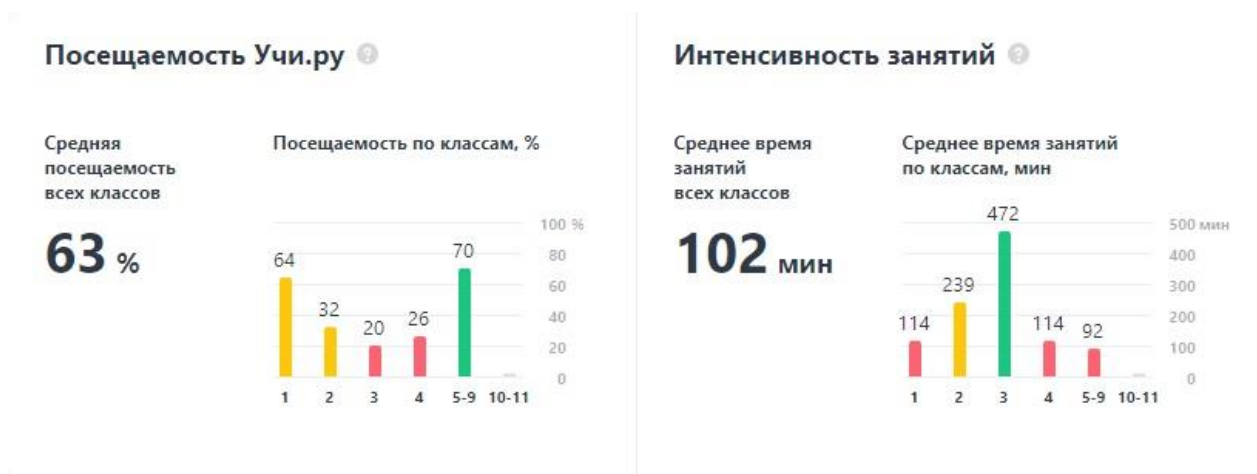 Посещаемость Учи.ру ?
Средняя
посещаемость
всех классов
63 %
Посещаемость по классам, %
100 %
80
60
40
20
0
64
32
20
26
70
1 2 3 4 5-9 10-11
Интенсивность занятий ?
Среднее время
занятий
всех классов
102 мин
Среднее время занятий
по классам, мин
500 мин
400
300
200
100
0
114
239
472
114
92
1 2 3 4 5-9 10-11